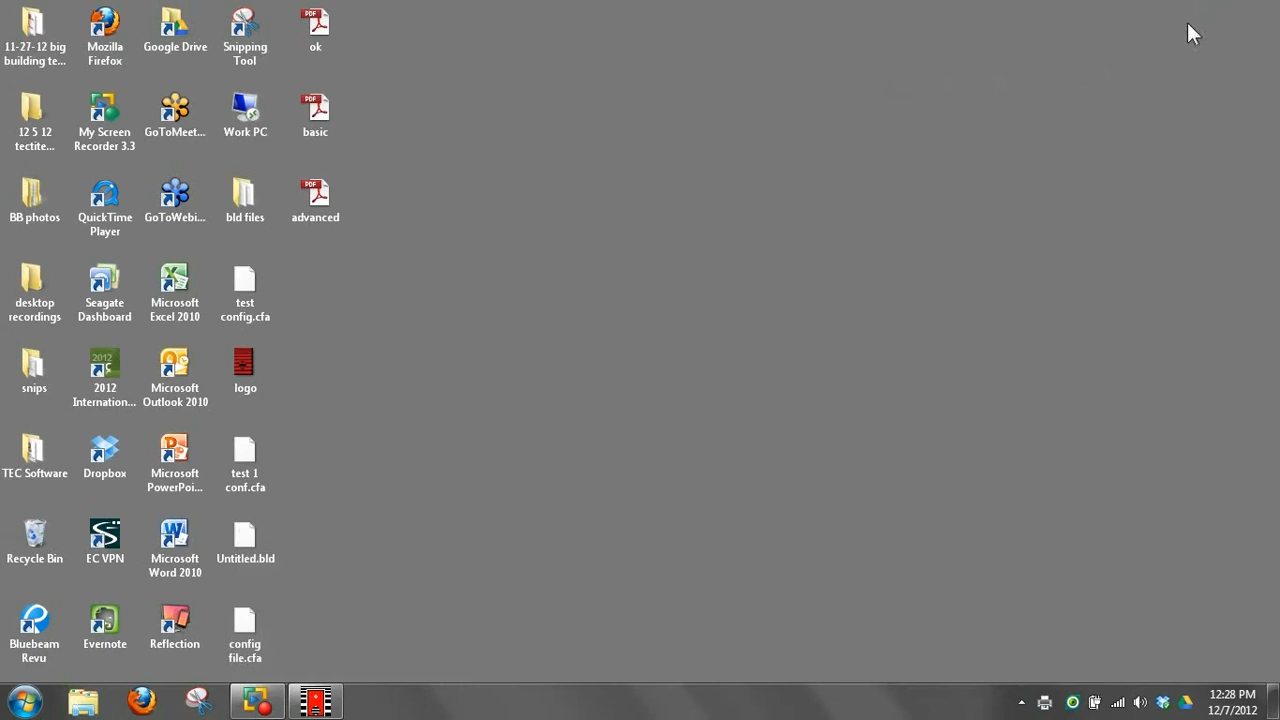 11-27-12 big
building te...
Mozilla
Firefox
Google Drive
Snipping
Tool
PDF
ok
12 5 12
tectite...
My Screen
Recorder 3.3
GoToMeet...
Work PC
PDF
basic
BB photos
QuickTime
Player
GoToWebi...
bld files
PDF
advanced
desktop
recordings
Seagate
Dashboard
Microsoft
Excel 2010
test
config.cfa
snips
2012
2012
Internation...
Microsoft
Outlook 2010
logo
TEC Software
Dropbox
Microsoft
PowerPoi...
test 1
conf.cfa
Recycle Bin
EC VPN
Microsoft
Word 2010
Untitled.bld
Bluebeam
Revu
Evernote
Reflection
config
file.cfa
12:28 PM
12/7/2012